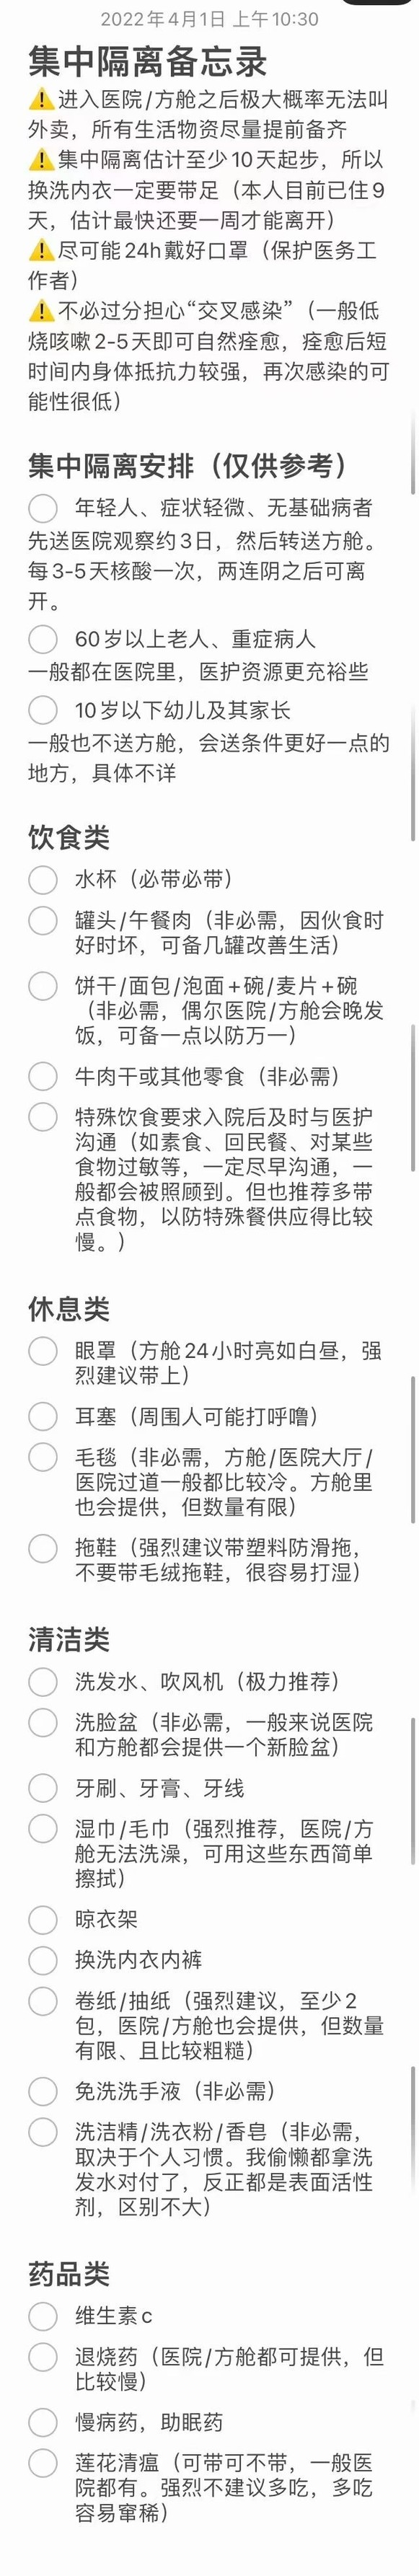 2022年4月1日 上午10:30
集中隔离备忘录
⚠️进入医院/方舱之后极大概率无法叫
外卖，所有生活物资尽量提前备齐
⚠️集中隔离估计至少10天起步，所以
换洗内衣一定要带足（本人目前已住9
天，估计最快还要一周才能离开）
⚠️尽可能24h戴好口罩（保护医务工
作者）
⚠️不必过分担心“交叉感染”（一般低
烧咳嗽2-5天即可自然痊愈，痊愈后短
时间内身体抵抗力较强，再次感染的可
能性很低）
集中隔离安排（仅供参考）
年轻人、症状轻微、无基础病者
先送医院观察约3日，然后转送方舱。
每3-5天核酸一次，两连阴之后可离
开。
60岁以上老人、重症病人
一般都在医院里，医护资源更充裕些
10岁以下幼儿及其家长
一般也不送方舱，会送条件更好一点的
地方，具体不详
饮食类
水杯（必带必带）
罐头/午餐肉（非必需，因伙食时
好时坏，可备几罐改善生活）
饼干/面包/泡面+碗/麦片+碗
（非必需，偶尔医院/方舱会晚发
饭，可备一点以防万一）
牛肉干或其他零食（非必需）
特殊饮食要求入院后及时与医护
沟通（如素食、回民餐、对某些
食物过敏等，一定尽早沟通，一
般都会被照顾到。但也推荐多带
点食物，以防特殊餐供应得比较
慢。）
休息类
眼罩（方舱24小时亮如白昼，强
烈建议带上）
耳塞（周围人可能打呼噜）
毛毯（非必需，方舱/医院大厅/
医院过道一般都比较冷。方舱里
也会提供，但数量有限）
拖鞋（强烈建议带塑料防滑拖，
不要带毛绒拖鞋，很容易打湿）
清洁类
洗发水、吹风机（极力推荐）
洗脸盆（非必需，一般来说医院
和方舱都会提供一个新脸盆）
牙刷、牙膏、牙线
湿巾/毛巾（强烈推荐，医院/方
舱无法洗澡，可用这些东西简单
擦拭）
晾衣架
换洗内衣内裤
卷纸/抽纸（强烈建议，至少2
包，医院/方舱也会提供，但数量
有限、且比较粗糙）
免洗洗手液（非必需）
洗洁精/洗衣粉/香皂（非必需，
取决于个人习惯。我偷懒都拿洗
发水对付了，反正都是表面活性
剂，区别不大）
药品类
维生素c
退烧药（医院/方舱都可提供，但
比较慢）
慢病药，助眠药
莲花清瘟（可带可不带，一般医
院都有。强烈不建议多吃，多吃
容易窜稀）